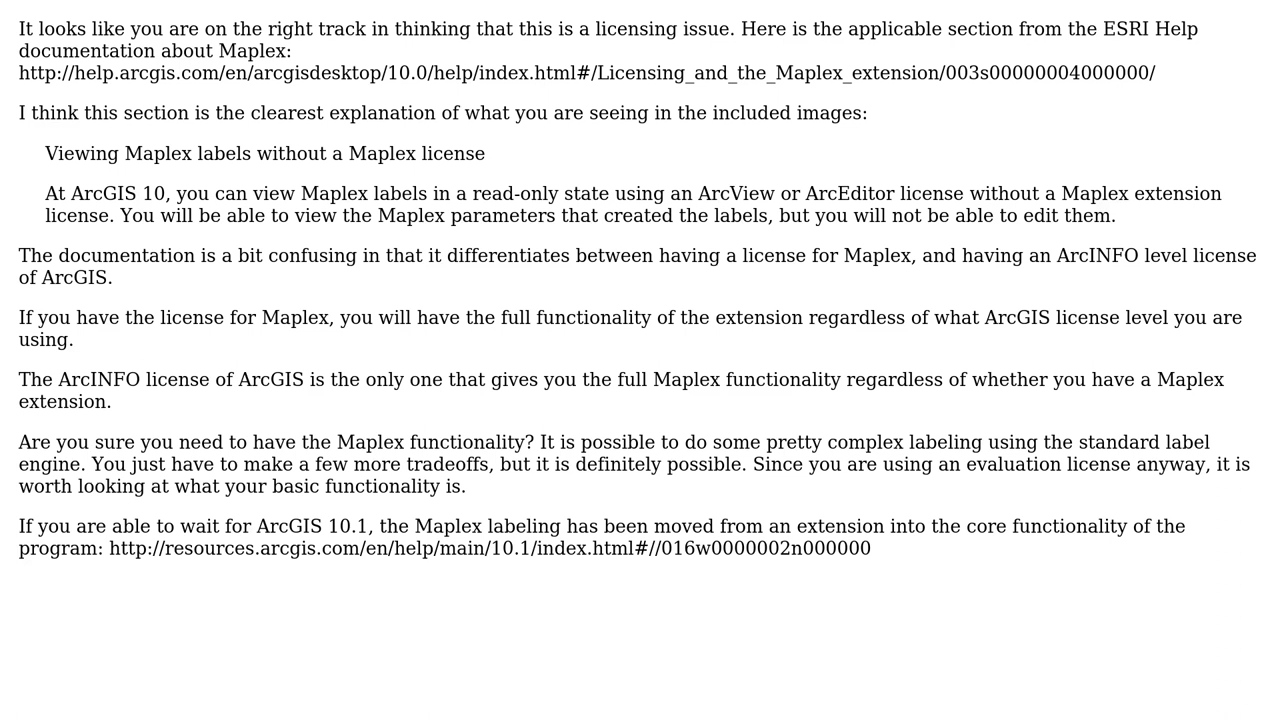 It looks like you are on the right track in thinking that this is a licensing issue. Here is the applicable section from the ESRI Help
documentation about Maplex:
http://help.arcgis.com/en/arcgisdesktop/10.0/help/index.html#/Licensing_and_the_Maplex_extension/003s00000004000000/
I think this section is the clearest explanation of what you are seeing in the included images:
Viewing Maplex labels without a Maplex license
At ArcGIS 10, you can view Maplex labels in a read-only state using an ArcView or ArcEditor license without a Maplex extension
license. You will be able to view the Maplex parameters that created the labels, but you will not be able to edit them.
The documentation is a bit confusing in that it differentiates between having a license for Maplex, and having an ArcINFO level license
of ArcGIS.
If you have the license for Maplex, you will have the full functionality of the extension regardless of what ArcGIS license level you are
using.
The ArcINFO license of ArcGIS is the only one that gives you the full Maplex functionality regardless of whether you have a Maplex
extension.
Are you sure you need to have the Maplex functionality? It is possible to do some pretty complex labeling using the standard label
engine. You just have to make a few more tradeoffs, but it is definitely possible. Since you are using an evaluation license anyway, it is
worth looking at what your basic functionality is.
If you are able to wait for ArcGIS 10.1, the Maplex labeling has been moved from an extension into the core functionality of the
program: http://resources.arcgis.com/en/help/main/10.1/index.html#//016w0000002n000000